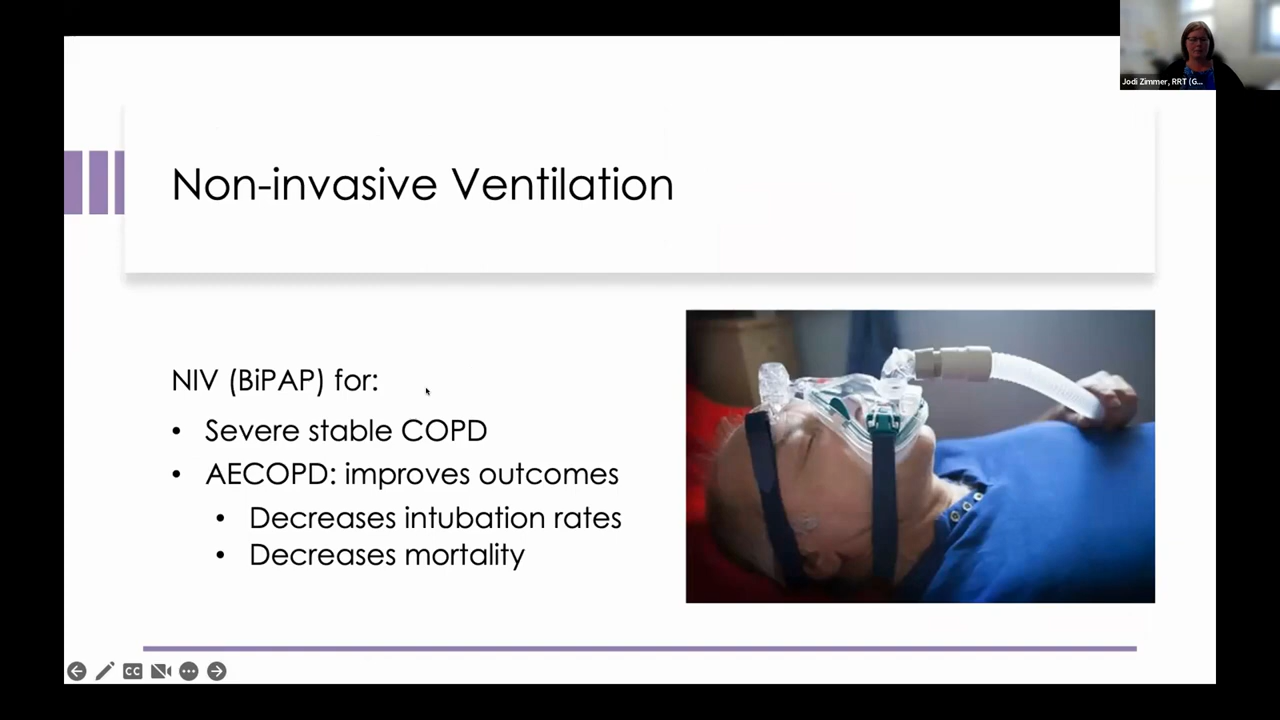 Jodi Zimmer, RRT (G...
Non-invasive Ventilation
NIV (BiPAP) for:
• Severe stable COPD
• AECOPD: improves outcomes
• Decreases intubation rates
• Decreases mortality
CC